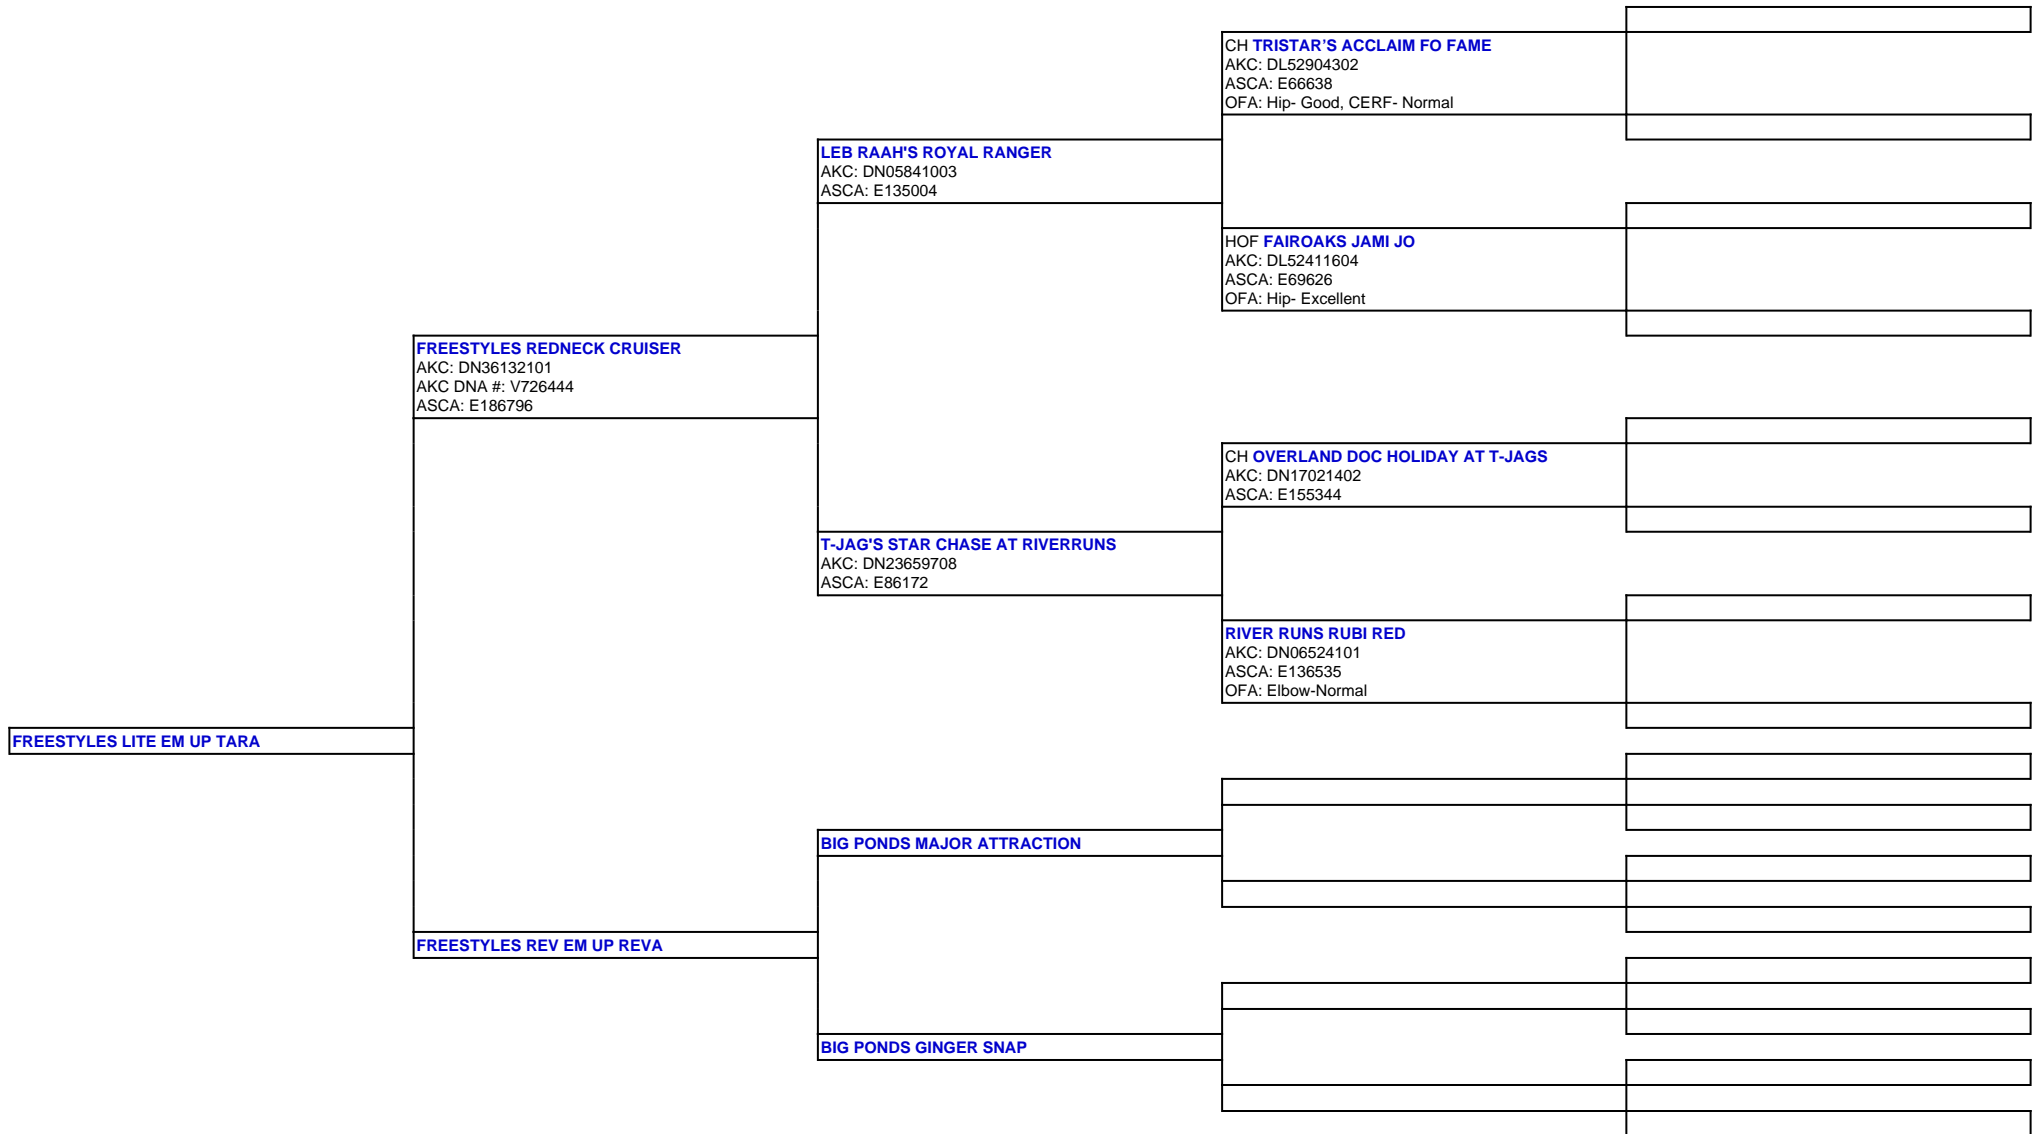 CH TRISTAR’S ACCLAIM FO FAME
AKC: DL52904302
ASCA: E66638
OFA: Hip- Good, CERF- Normal
LEB RAAH'S ROYAL RANGER
AKC: DN05841003
ASCA: E135004
HOF FAIROAKS JAMI JO
AKC: DL52411604
ASCA: E69626
OFA: Hip- Excellent
FREESTYLES REDNECK CRUISER
AKC: DN36132101
AKC DNA #: V726444
ASCA: E186796
CH OVERLAND DOC HOLIDAY AT T-JAGS
AKC: DN17021402
ASCA: E155344
T-JAG'S STAR CHASE AT RIVERRUNS
AKC: DN23659708
ASCA: E86172
RIVER RUNS RUBI RED
AKC: DN06524101
ASCA: E136535
OFA: Elbow-Normal
FREESTYLES LITE EM UP TARA
BIG PONDS MAJOR ATTRACTION
FREESTYLES REV EM UP REVA
BIG PONDS GINGER SNAP